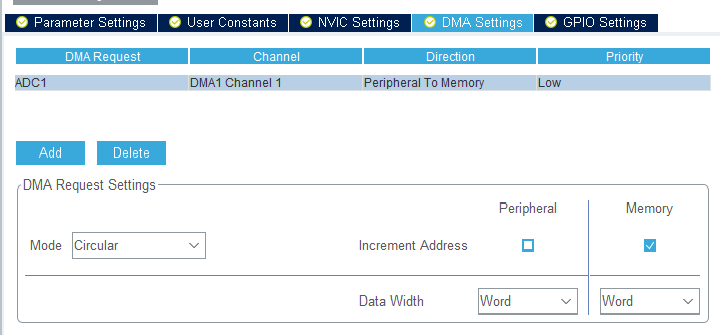 Parameter Settings User Constants NVIC Settings DMA Settings GPIO Settings
DMA Request Channel Direction Priority
ADC1 DMA1 Channel 1 Peripheral To Memory Low
Add Delete
DMA Request Settings
Peripheral Memory
Mode Circular Increment Address
Data Width Word Word